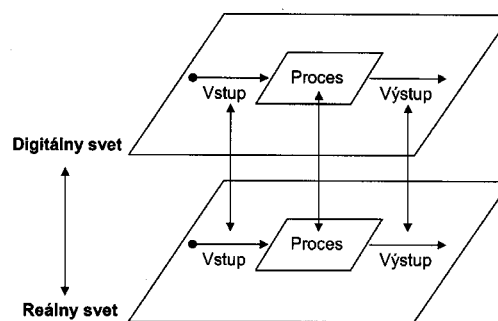 Proces
Vstup
Výstup
Digitálny svet
Proces
Vstup
Výstup
Reálny svet